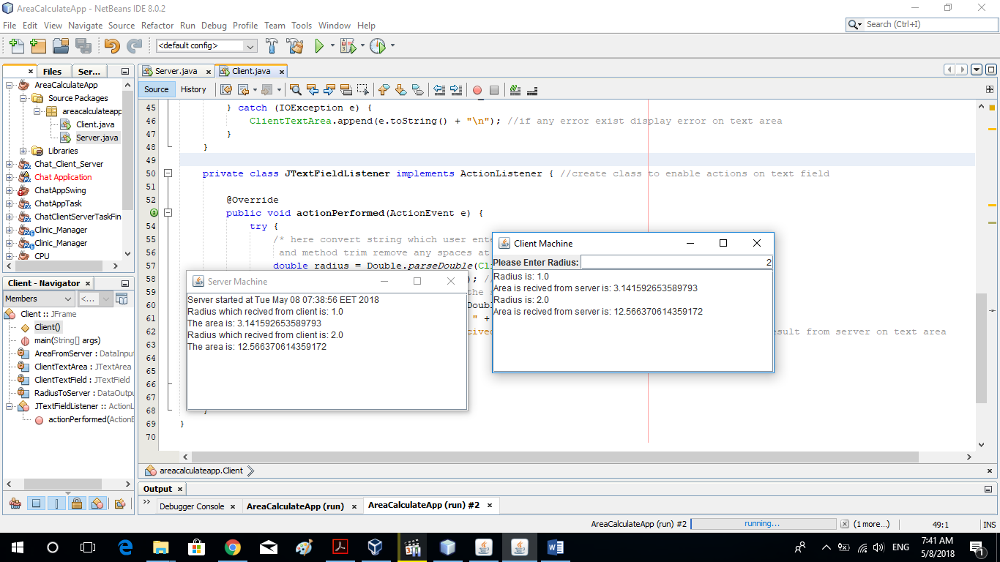 AreaCalculateApp - NetBeans IDE 8.0.2
File Edit View Navigate Source Refactor Run Debug Profile Team Tools Window Help
Search (Ctrl+I)
<default config>
Files
Ser...
Server.java
Client.java
Source
History
AreaCalculateApp
Source Packages
areacalculateapp
Client.java
Server.java
Libraries
Chat_Client_Server
Chat Application
ChatAppSwing
ChatAppTask
ChatClientServerTaskFin
Clinic_Manager
Clinic_Manager
CPU
Client - Navigator
Members
<...
Client :: JFrame
Client()
main(String[] args)
AreaFromServer : DataInput
ClientTextArea : JTextArea
ClientTextField : JTextField
RadiusToServer : DataOutpu
JTextFieldListener :: ActionL
actionPerformed(ActionE
45 } catch (IOException e) {
46 ClientTextArea.append(e.toString() + "\n"); //if any error exist display error on text area
47 }
48 }
49
50 private class JTextFieldListener implements ActionListener { //create class to enable actions on text field
51
52 @Override
public void actionPerformed(ActionEvent e) {
54 try {
55 /* here convert string which user ente
56 and method trim remove any spaces at
57 double radius = Double.parseDouble(Cli
58 ); /
59 the s
60 Doubl
61 " +
62 cived esult from server on text area
63
64
65
66
67
68 }
69 }
70
Server Machine
Server started at Tue May 08 07:38:56 EET 2018
Radius which recived from client is: 1.0
The area is: 3.141592653589793
Radius which recived from client is: 2.0
The area is: 12.566370614359172
Client Machine
Please Enter Radius: 2
Radius is: 1.0
Area is recived from server is: 3.141592653589793
Radius is: 2.0
Area is recived from server is: 12.566370614359172
areacalculateapp.Client
Output
Debugger Console
AreaCalculateApp (run)
AreaCalculateApp (run) #2
AreaCalculateApp (run) #2 running... (1 more...) 49:1 INS
ENG
7:41 AM
5/8/2018